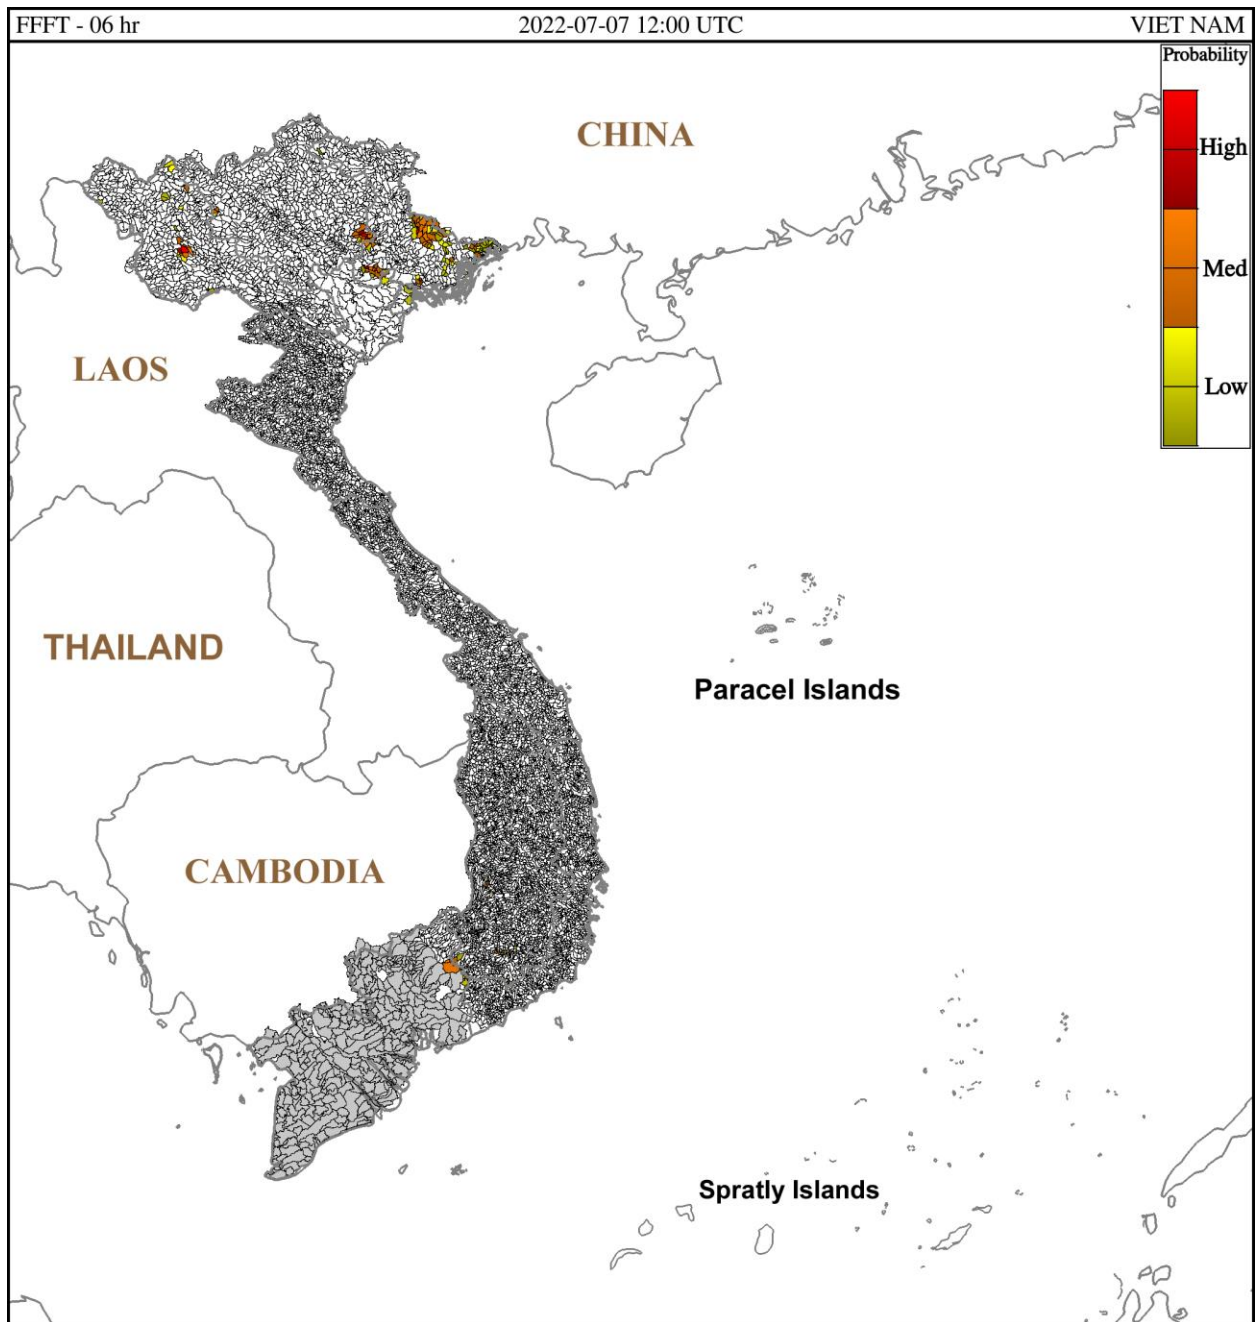 FFFT - 06 hr 2022-07-07 12:00 UTC VIET NAM
Probability
CHINA
High
Med
LAOS
Low
THAILAND
Paracel Islands
CAMBODIA
Spratly Islands